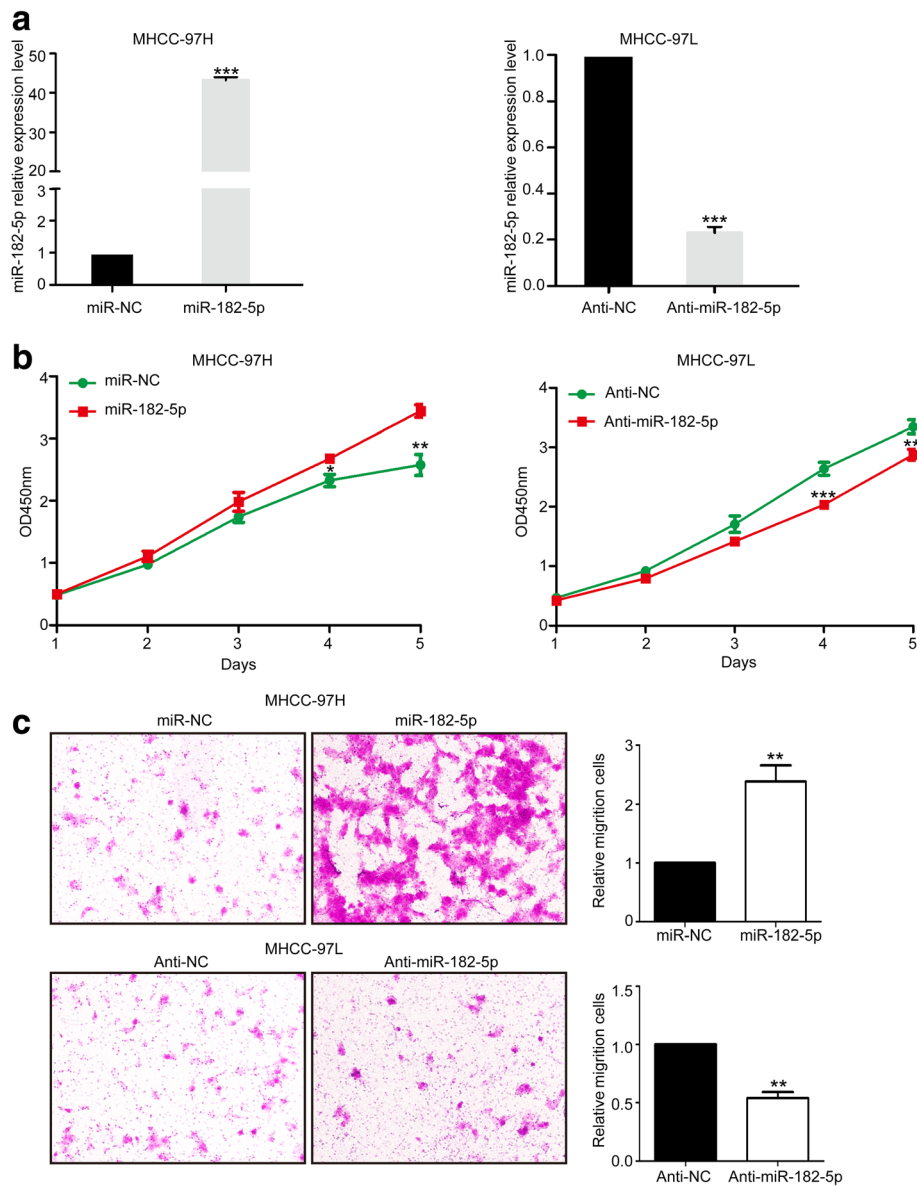 a
MHCC-97H
miR-182-5p relative expression level
50
40
30
20
3
2
1
0
***
miR-NC
miR-182-5p
MHCC-97L
miR-182-5p relative expression level
1.0
0.8
0.6
0.4
0.2
0.0
***
Anti-NC
Anti-miR-182-5p
b
MHCC-97H
miR-NC
miR-182-5p
OD450nm
4
3
2
1
0
*
**
1 2 3 4 5
Days
MHCC-97L
Anti-NC
Anti-miR-182-5p
OD450nm
4
3
2
1
0
***
**
1 2 3 4 5
Days
c
MHCC-97H
miR-NC
miR-182-5p
Relative migrition cells
3
2
1
0
**
miR-NC
miR-182-5p
MHCC-97L
Anti-NC
Anti-miR-182-5p
Relative migrition cells
1.5
1.0
0.5
0.0
**
Anti-NC
Anti-miR-182-5p